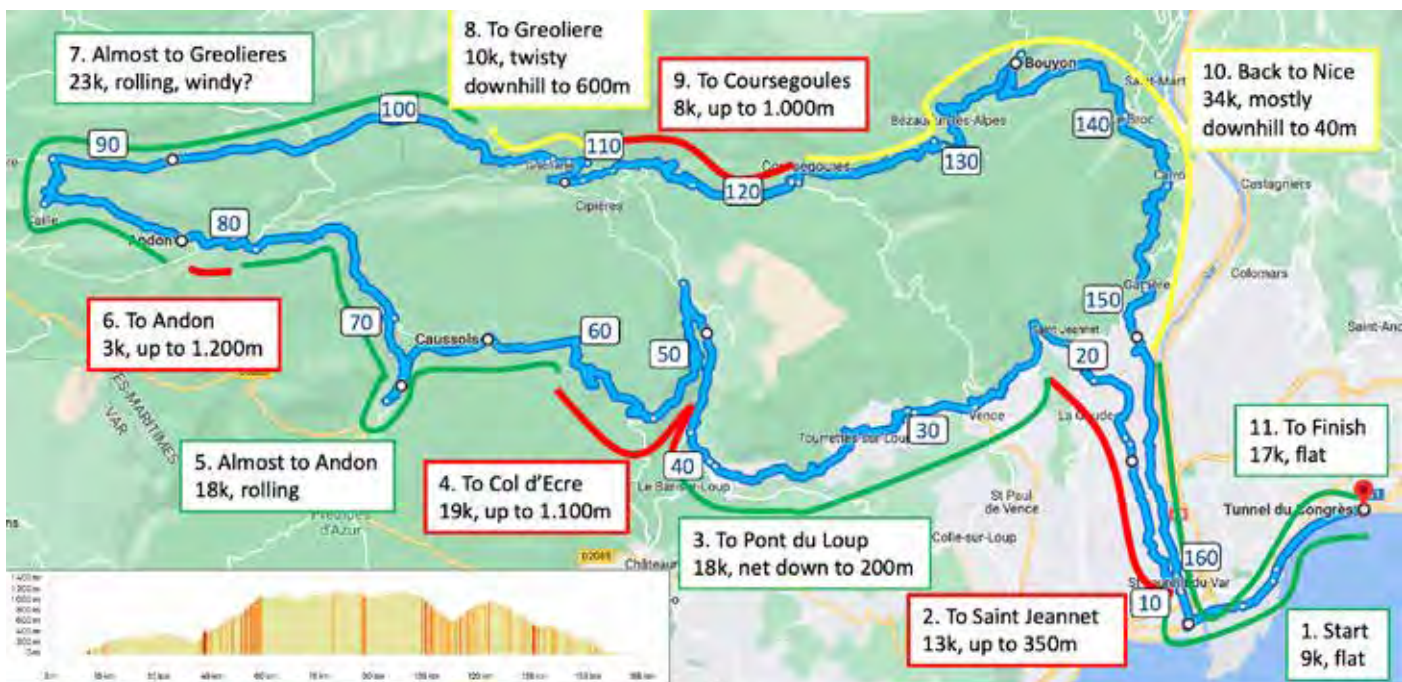 7. Almost to Greolieres
23k, rolling, windy?
8. To Greoliere
10k, twisty
downhill to 600m
9. To Coursegoules
8k, up to 1.000m
10. Back to Nice
34k, mostly
downhill to 40m
Bouyon
100
90
110
120
130
140
Coursegoules
Cipières
Castagniers
Colomars
80
Andon
6. To Andon
3k, up to 1.200m
70
Caussols
60
50
150
20
Saint Jeannet
Vence
30
Tourrettes-sur-Loup
40
VAR
5. Almost to Andon
18k, rolling
4. To Col d'Ecre
19k, up to 1.100m
3. To Pont du Loup
18k, net down to 200m
St Paul
de Vence
Colle-sur-Loup
11. To Finish
17k, flat
Tunnel du Congrès
160
10
2. To Saint Jeannet
13k, up to 350m
1. Start
9k, flat
d'Azur
D2085